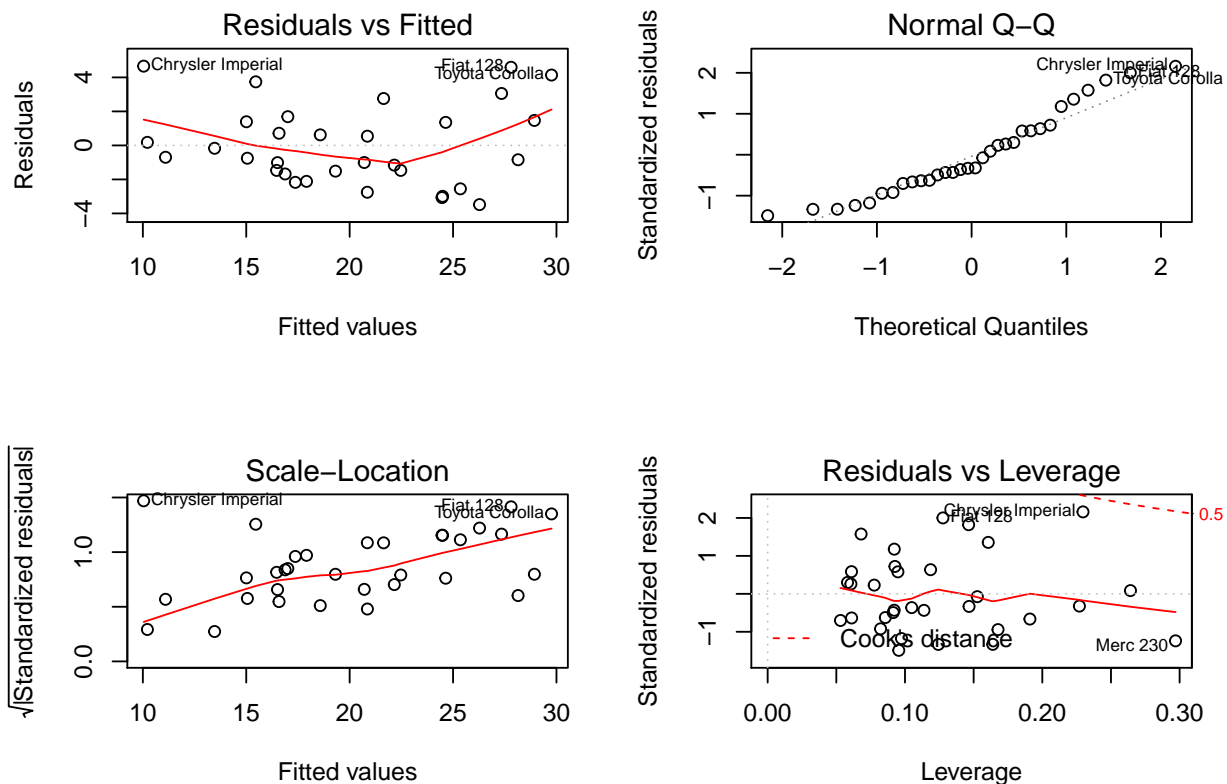 Residuals vs Fitted
Residuals
4
0
−4
Chrysler Imperial
Fiat 128
Toyota Corolla
10 15 20 25 30
Fitted values
Normal Q−Q
Standardized residuals
2
1
−1
Chrysler Imperial
Fiat 128
Toyota Corolla
−2 −1 0 1 2
Theoretical Quantiles
Scale−Location
√|Standardized residuals|
1.0
0.0
Chrysler Imperial
Fiat 128
Toyota Corolla
10 15 20 25 30
Fitted values
Residuals vs Leverage
Standardized residuals
2
1
−1
Chrysler Imperial
Fiat 128
0.5
Cook's distance
Merc 230
0.00 0.10 0.20 0.30
Leverage